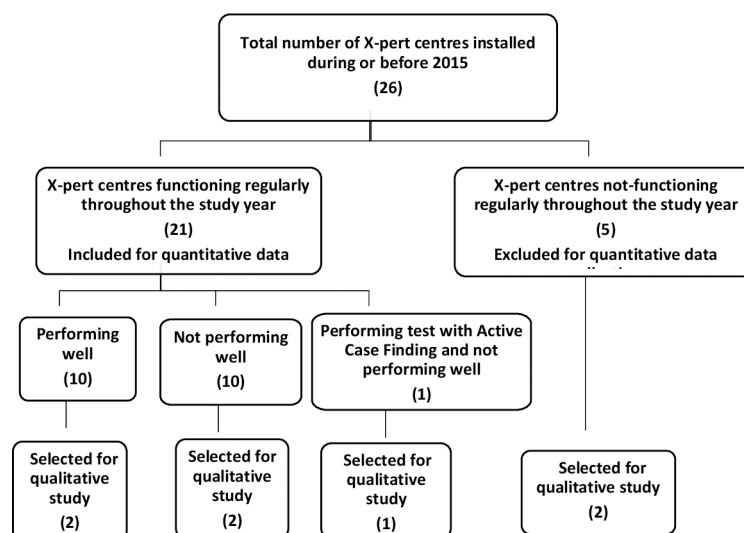 Total number of X-pert centres installed
during or before 2015
(26)
X-pert centres functioning regularly
throughout the study year
(21)
Included for quantitative data
X-pert centres not-functioning
regularly throughout the study year
(5)
Excluded for quantitative data
Performing
well
(10)
Not performing
well
(10)
Performing test with Active
Case Finding and not
performing well
(1)
Selected for
qualitative
study
(2)
Selected for
qualitative
study
(2)
Selected for
qualitative
study
(1)
Selected for
qualitative study
(2)